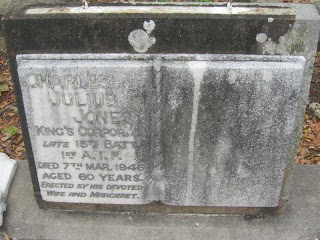 CHARLES
JULIUS
JONES
KING'S CORPORAL
LATE 15TH BATT
1ST A.I.F.
DIED 7TH MAR. 1946
AGED 60 YEARS
ERECTED BY HIS DEVOTED
WIFE AND MARGARET.